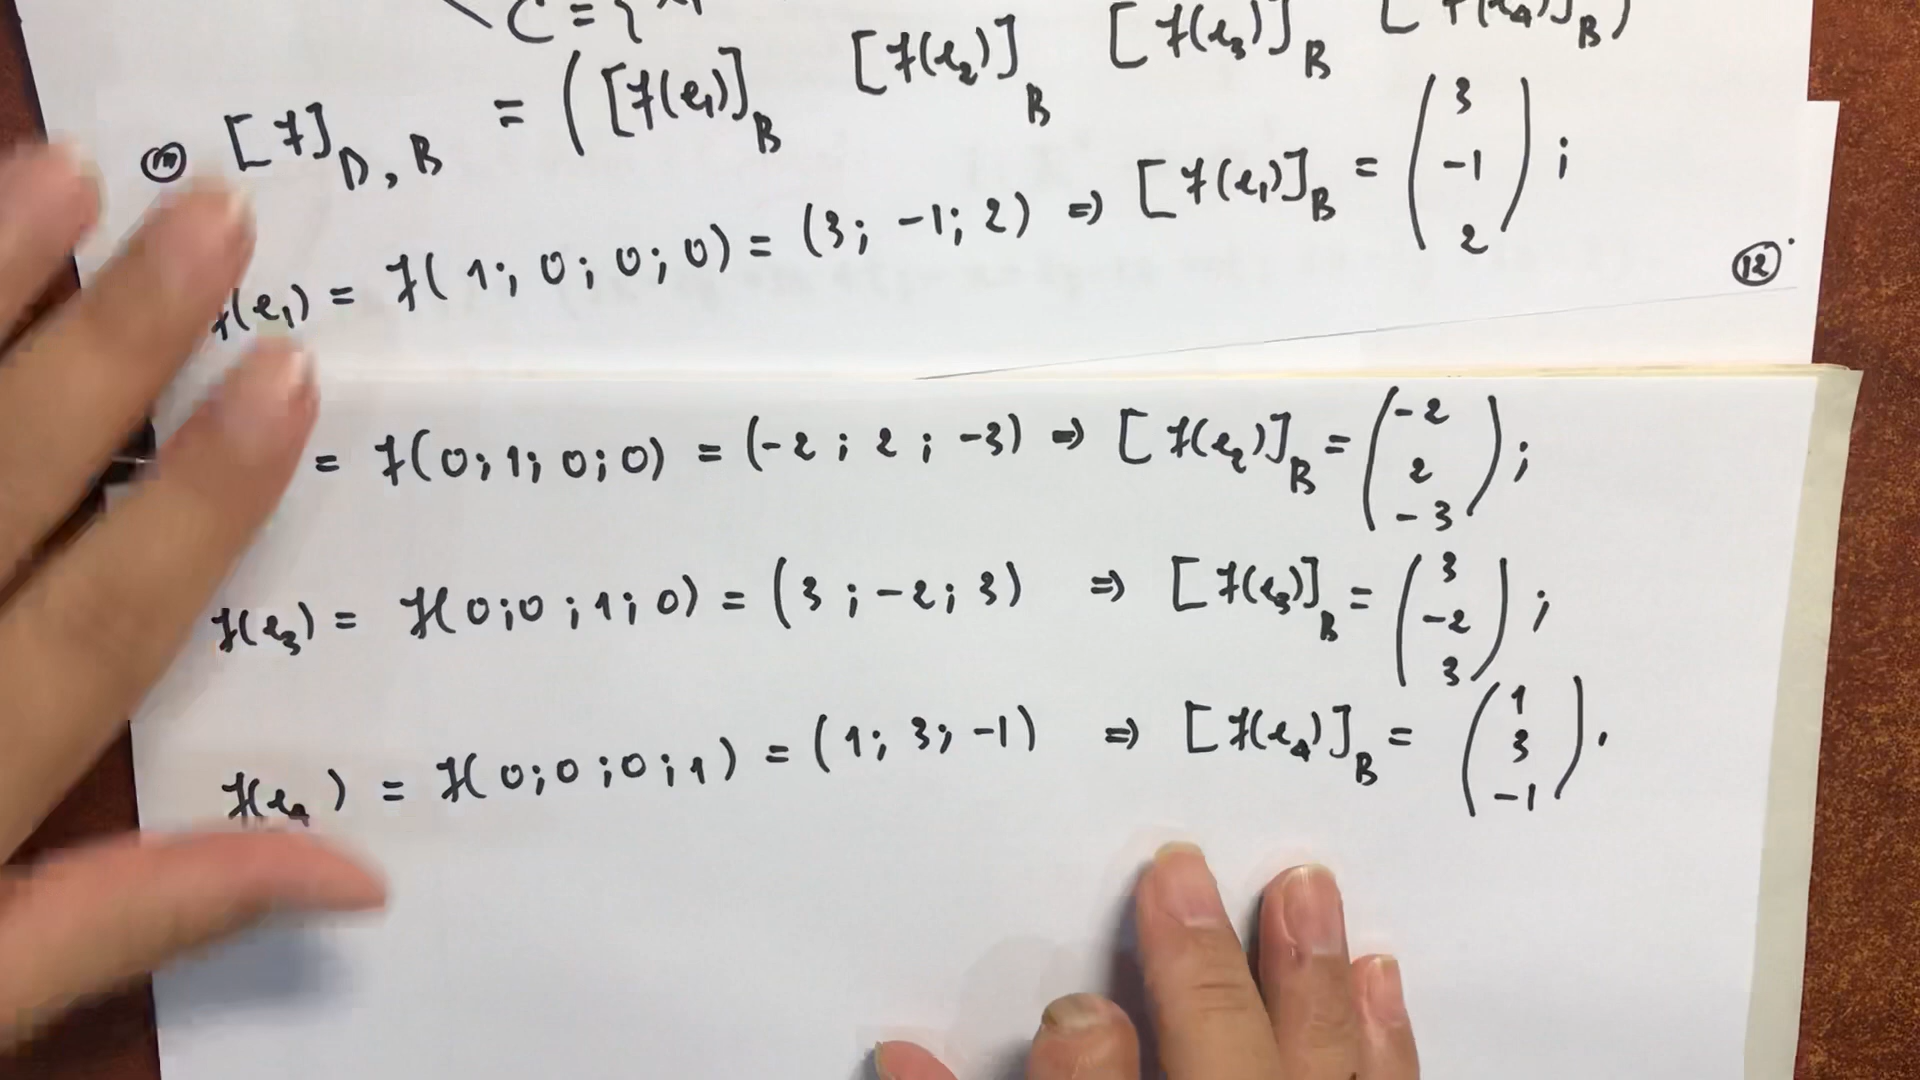 C = {
[f]D, B = ([f(e1)]B [f(e2)]B [f(e3)]B [f(e4)]B)
f(e1) = f(1; 0; 0; 0) = (3; -1; 2) => [f(e1)]B = (3 -1 2);
12
= f(0; 1; 0; 0) = (-2; 2; -3) => [f(e2)]B = (-2 2 -3);
f(e3) = f(0; 0; 1; 0) = (3; -2; 3) => [f(e3)]B = (3 -2 3);
f(e4) = f(0; 0; 0; 1) = (1; 3; -1) => [f(e4)]B = (1 3 -1).